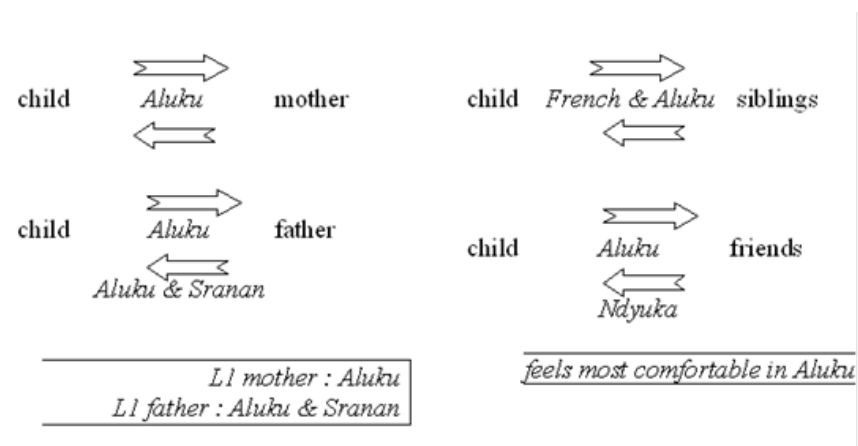 child Aluku mother
child Aluku father
Aluku & Sranan
L1 mother : Aluku
L1 father : Aluku & Sranan
child French & Aluku siblings
child Aluku friends
Ndyuka
feels most comfortable in Aluku